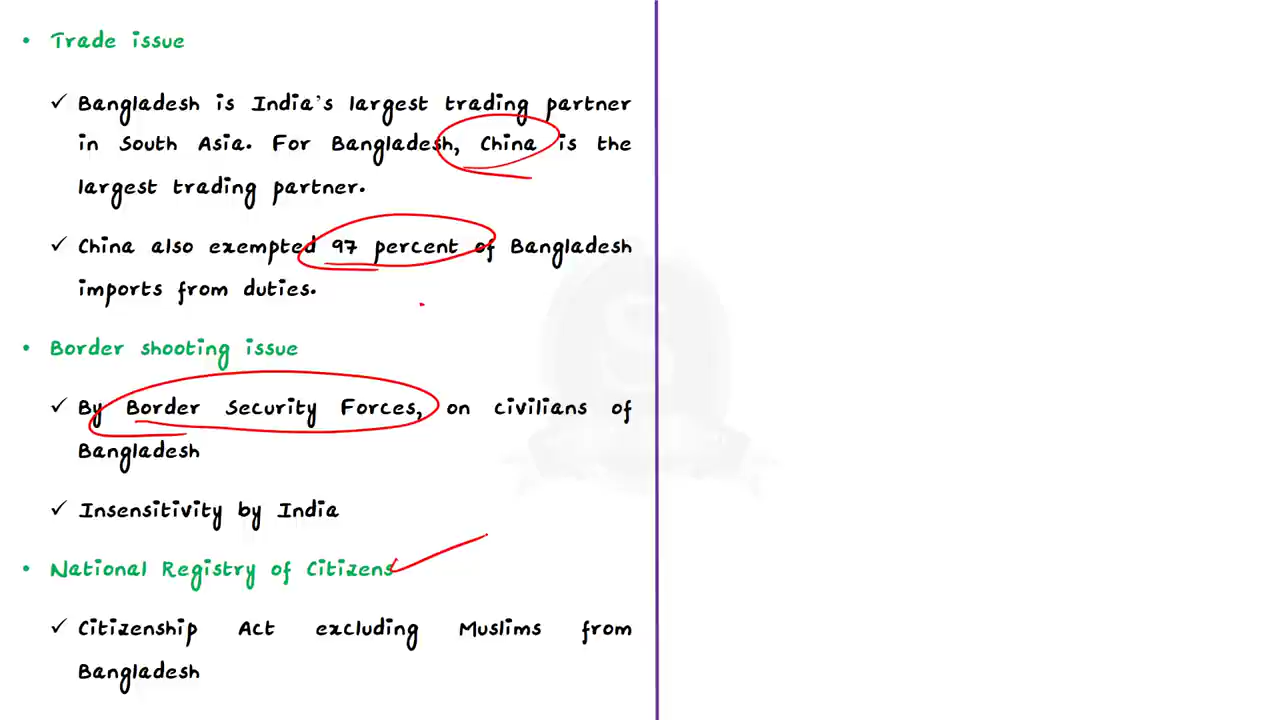 • Trade issue
✓ Bangladesh is India's largest trading partner
in South Asia. For Bangladesh, China is the
largest trading partner.
✓ China also exempted 97 percent of Bangladesh
imports from duties.
• Border shooting issue
✓ By Border Security Forces, on civilians of
Bangladesh
✓ Insensitivity by India
• National Registry of Citizens
✓ Citizenship Act excluding Muslims from
Bangladesh